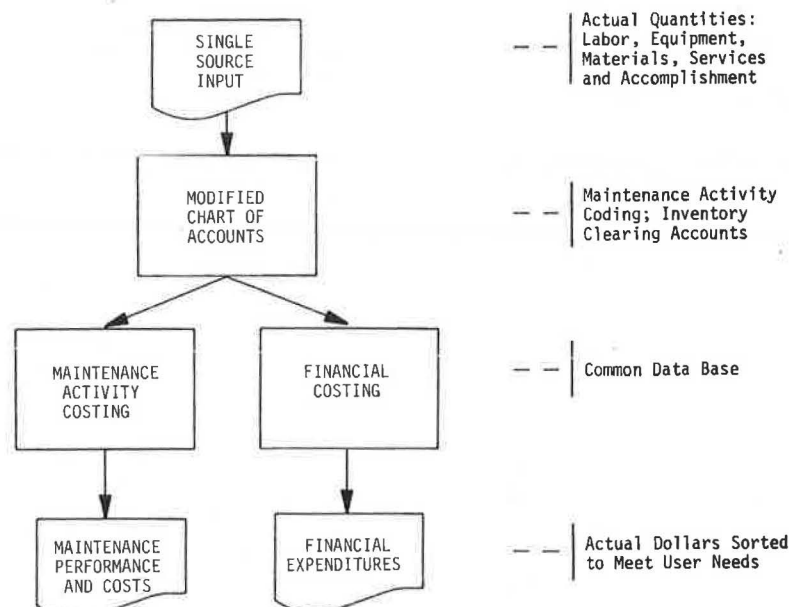 SINGLE
SOURCE
INPUT
Actual Quantities:
Labor, Equipment,
Materials, Services
and Accomplishment
MODIFIED
CHART OF
ACCOUNTS
Maintenance Activity
Coding; Inventory
Clearing Accounts
MAINTENANCE
ACTIVITY
COSTING
FINANCIAL
COSTING
Common Data Base
MAINTENANCE
PERFORMANCE
AND COSTS
FINANCIAL
EXPENDITURES
Actual Dollars Sorted
to Meet User Needs